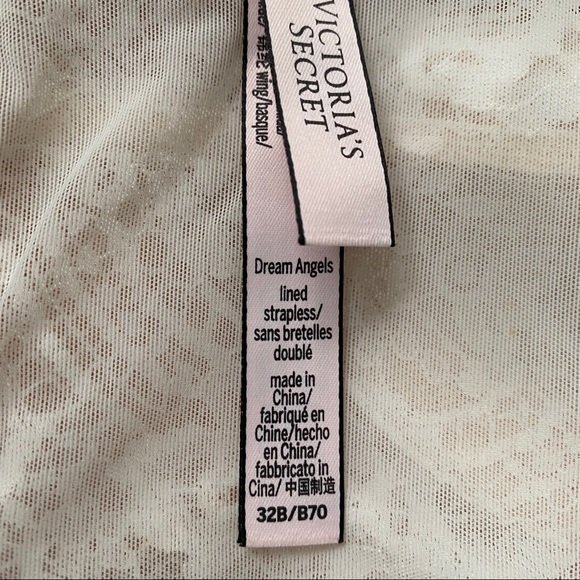 VICTORIA'S
SECRET
wing/basque/
Dream Angels
lined
strapless/
sans bretelles
doublé
made in
China/
fabriqué en
Chine/hecho
en China/
fabbricato in
Cina/ 中国制造
32B/B70